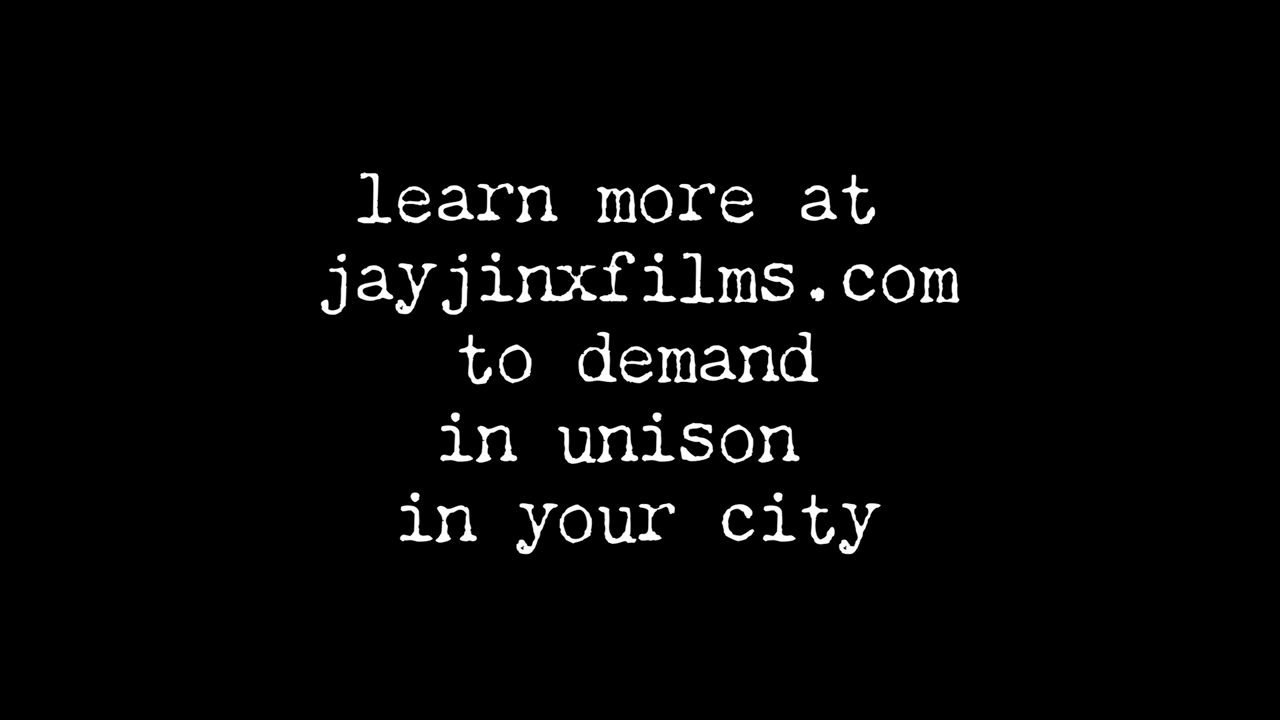 learn more at
jayjinxfilms.com
to demand
in unison
in your city